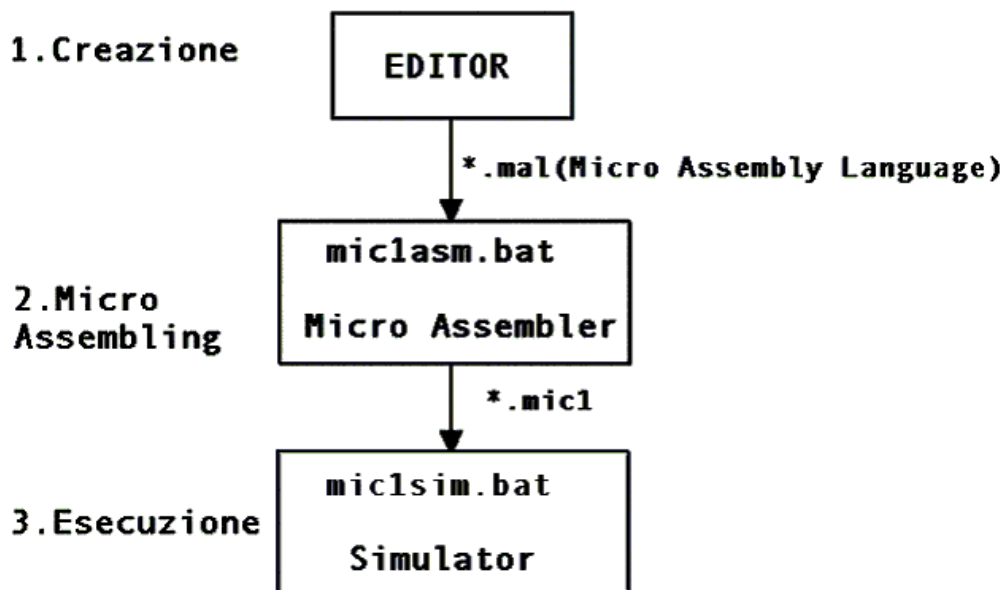 1.Creazione
EDITOR
*.mal(Micro Assembly Language)
mic1asm.bat
2.Micro
Assembling
Micro Assembler
*.mic1
mic1sim.bat
3.Esecuzione
Simulator